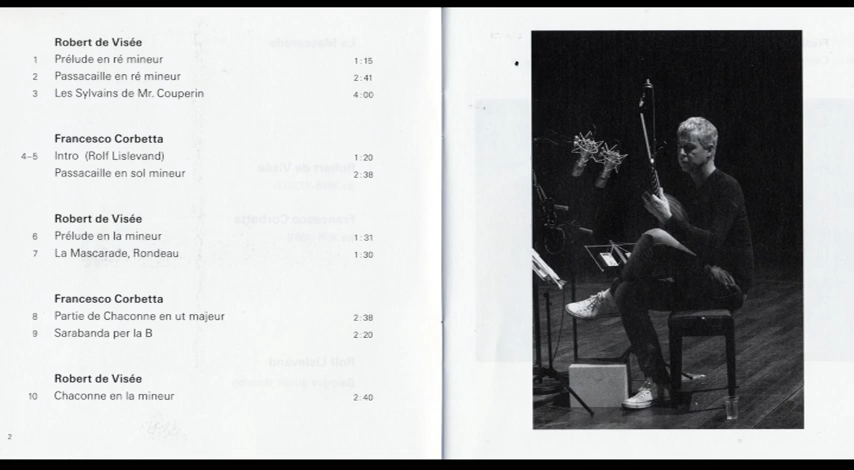 Robert de Visée
1 Prélude en ré mineur 1:15
2 Passacaille en ré mineur 2:41
3 Les Sylvains de Mr. Couperin 4:00
Francesco Corbetta
4–5 Intro (Rolf Lislevand) 1:20
Passacaille en sol mineur 2:38
Robert de Visée
6 Prélude en la mineur 1:31
7 La Mascarade, Rondeau 1:30
Francesco Corbetta
8 Partie de Chaconne en ut majeur 2:38
9 Sarabanda per la B 2:20
Robert de Visée
10 Chaconne en la mineur 2:40
2